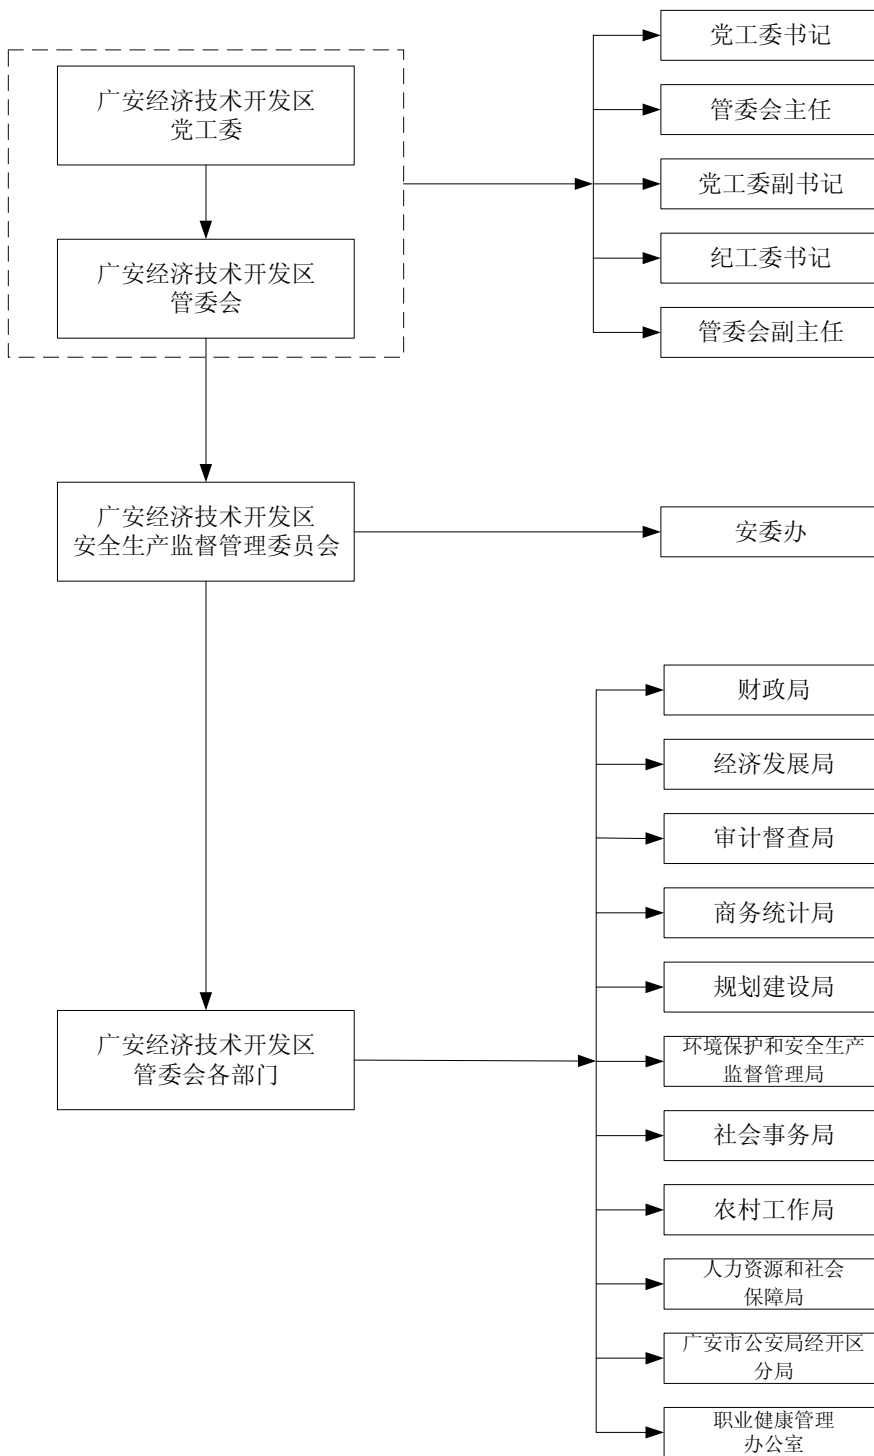 党工委书记
广安经济技术开发区
党工委
管委会主任
党工委副书记
广安经济技术开发区
管委会
纪工委书记
管委会副主任
广安经济技术开发区
安全生产监督管理委员会
安委办
财政局
经济发展局
审计督查局
商务统计局
规划建设局
广安经济技术开发区
管委会各部门
环境保护和安全生产
监督管理局
社会事务局
农村工作局
人力资源和社会
保障局
广安市公安局经开区
分局
职业健康管理
办公室